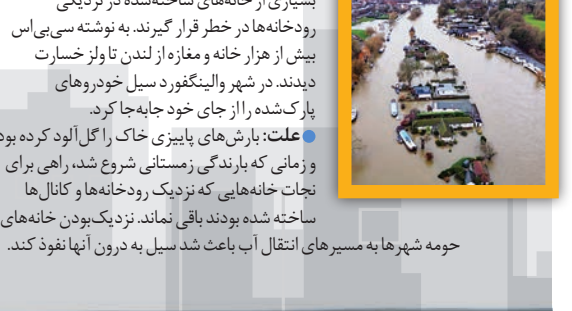 بسیاری از خانه‌های ساخته‌شده در نزدیکی
رودخانه‌ها در خطر قرار گیرند. به نوشته سی‌بی‌اس
بیش از هزار خانه و مغازه از لندن تا ولز خسارت
دیدند. در شهر والینگفورد سیل خودروهای
پارک‌شده را از جای خود جابه‌جا کرد.
علت: بارش‌های پاییزی خاک را گل‌آلود کرده بود
و زمانی که بارندگی زمستانی شروع شد، راهی برای
نجات خانه‌هایی که نزدیک رودخانه‌ها و کانال‌ها
ساخته شده بودند باقی نماند. نزدیک‌بودن خانه‌های
حومه شهرها به مسیرهای انتقال آب باعث شد سیل به درون آنها نفوذ کند.